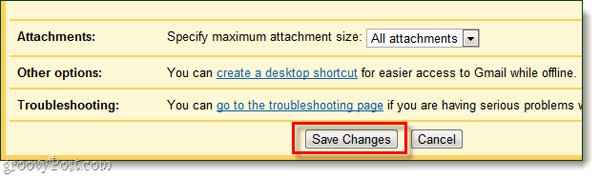 Attachments: Specify maximum attachment size: All attachments
Other options: You can create a desktop shortcut for easier access to Gmail while offline.
Troubleshooting: You can go to the troubleshooting page if you are having serious problems
Save Changes Cancel
groovyPost.com